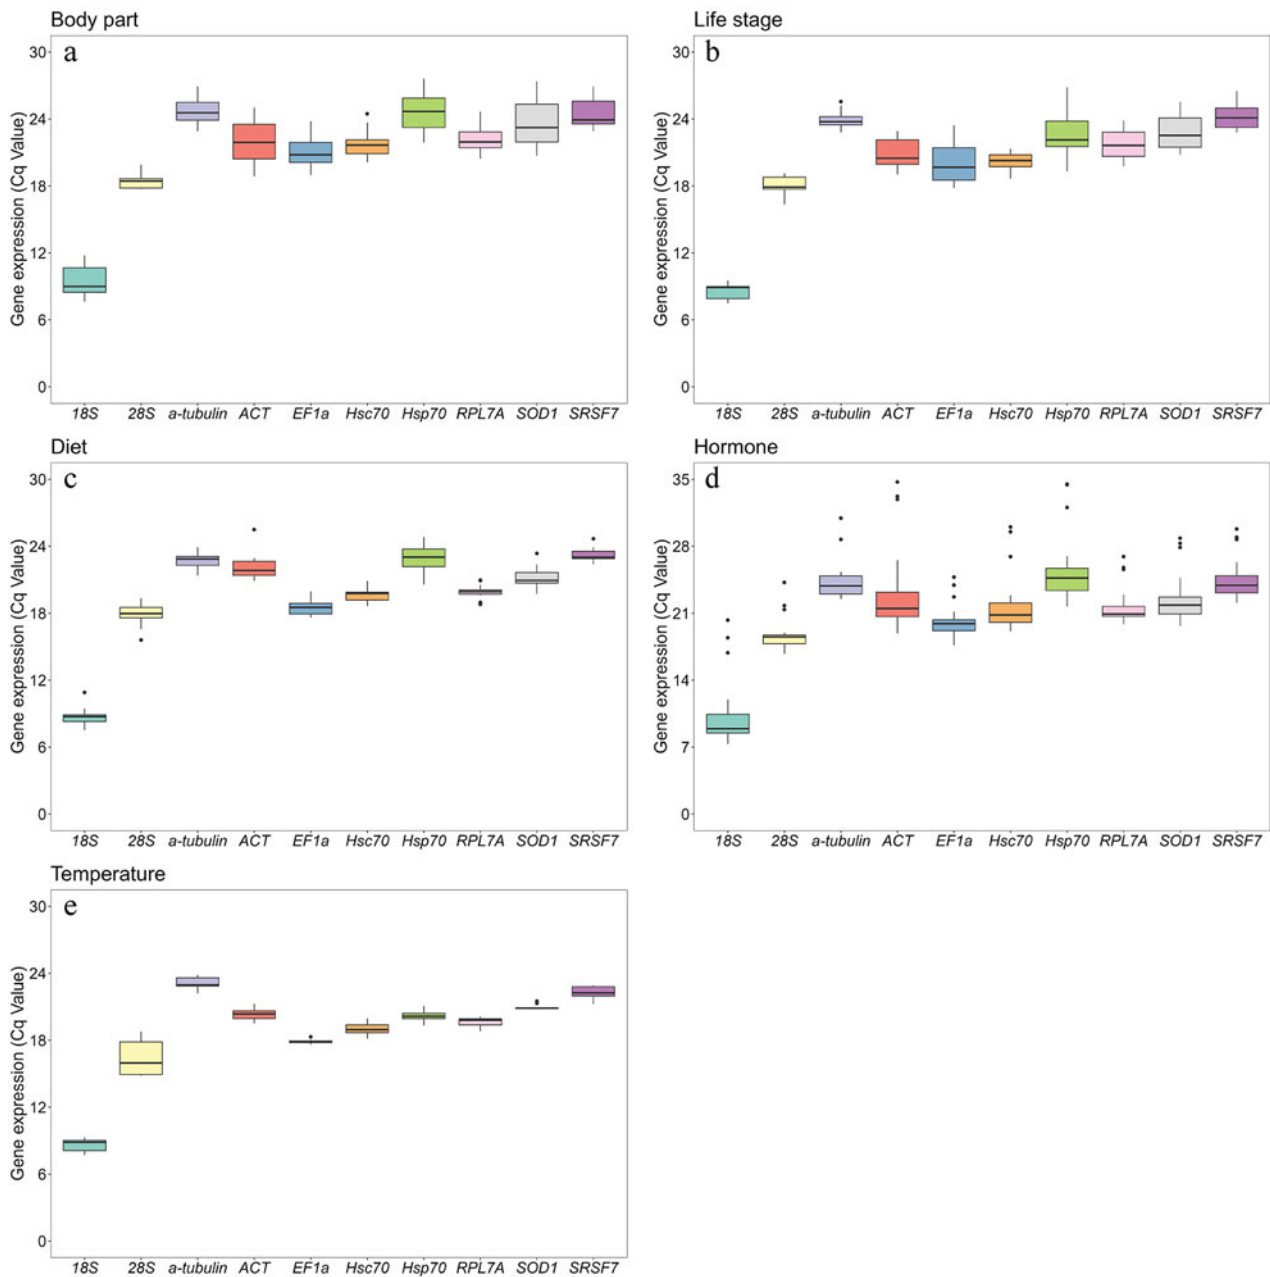 Body part
a
Gene expression (Cq Value)
30
24
18
12
6
0
18S 28S a-tubulin ACT EF1a Hsc70 Hsp70 RPL7A SOD1 SRSF7
Life stage
b
Gene expression (Cq Value)
30
24
18
12
6
0
18S 28S a-tubulin ACT EF1a Hsc70 Hsp70 RPL7A SOD1 SRSF7
Diet
c
Gene expression (Cq Value)
30
24
18
12
6
0
18S 28S a-tubulin ACT EF1a Hsc70 Hsp70 RPL7A SOD1 SRSF7
Hormone
d
Gene expression (Cq Value)
35
28
21
14
7
0
18S 28S a-tubulin ACT EF1a Hsc70 Hsp70 RPL7A SOD1 SRSF7
Temperature
e
Gene expression (Cq Value)
30
24
18
12
6
0
18S 28S a-tubulin ACT EF1a Hsc70 Hsp70 RPL7A SOD1 SRSF7